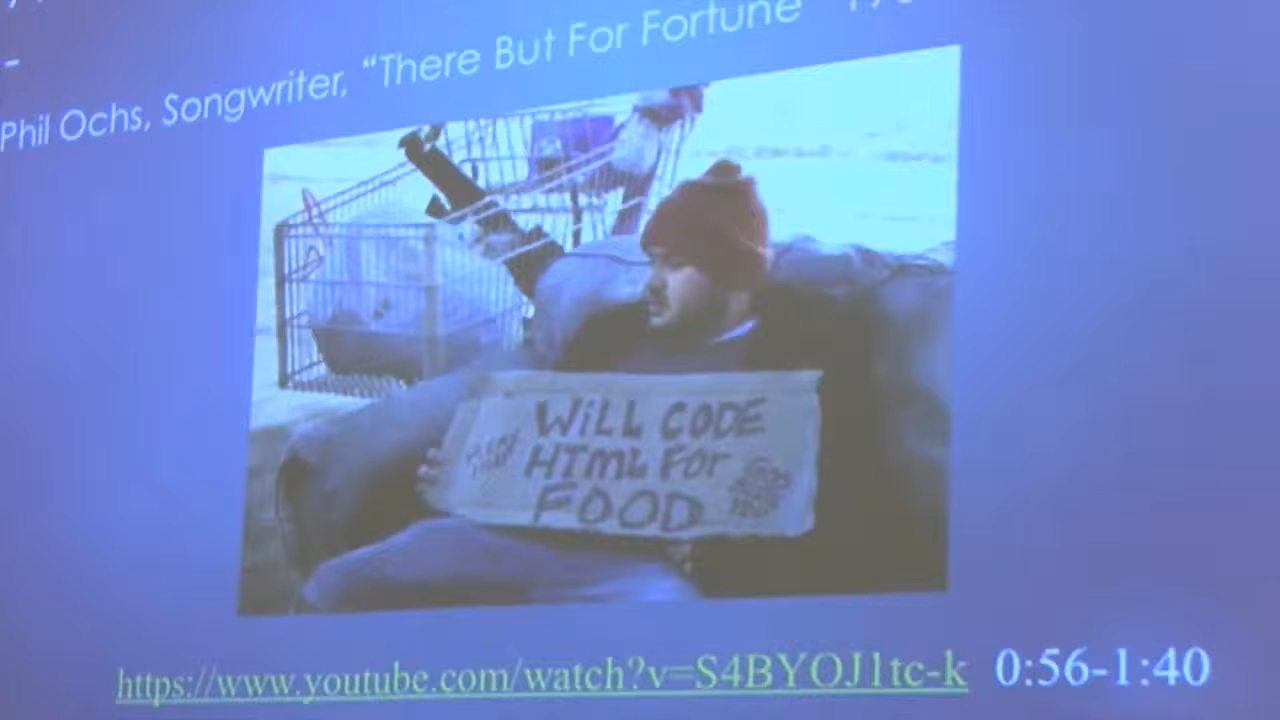 Phil Ochs, Songwriter, “There But For Fortune”
WiLL CODE
HTML For
FOOD
https://www.youtube.com/watch?v=S4BYOJ1tc-k 0:56-1:40